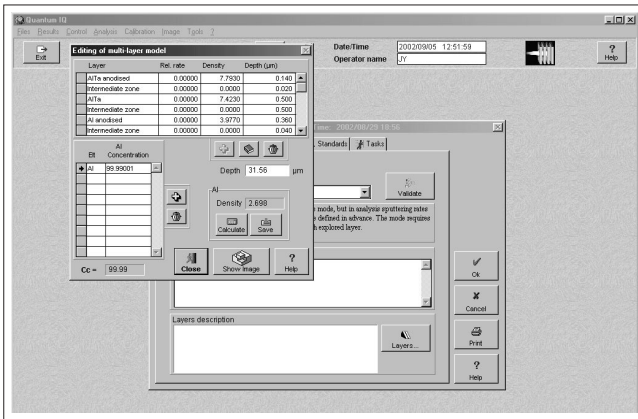 Quantum IQ
Files Results Control Analysis Calibration Image Tools ?
Exit
Date/Time 2002/09/05 12:51:59
Operator name JY
Help
Editing of multi-layer model
Layer Rel. rate Density Depth (µm)
AlTa anodised 0.00000 7.7930 0.140
Intermediate zone 0.00000 0.0000 0.020
AlTa 0.00000 7.4230 0.500
Intermediate zone 0.00000 0.0000 0.500
Al anodised 0.00000 3.9770 0.360
Intermediate zone 0.00000 0.0000 0.040
Al
Elt Concentration
Al 99.99001
Depth 31.56 µm
Al
Density 2.698
Calculate Save
Cc = 99.99
Close
Show image
Help
Time: 2002/08/29 18:56
Standards Tasks
Validate
mode, but in analysis sputtering rates
defined in advance. The mode requires
explored layer.
Layers description
Layers...
Ok
Cancel
Print
Help